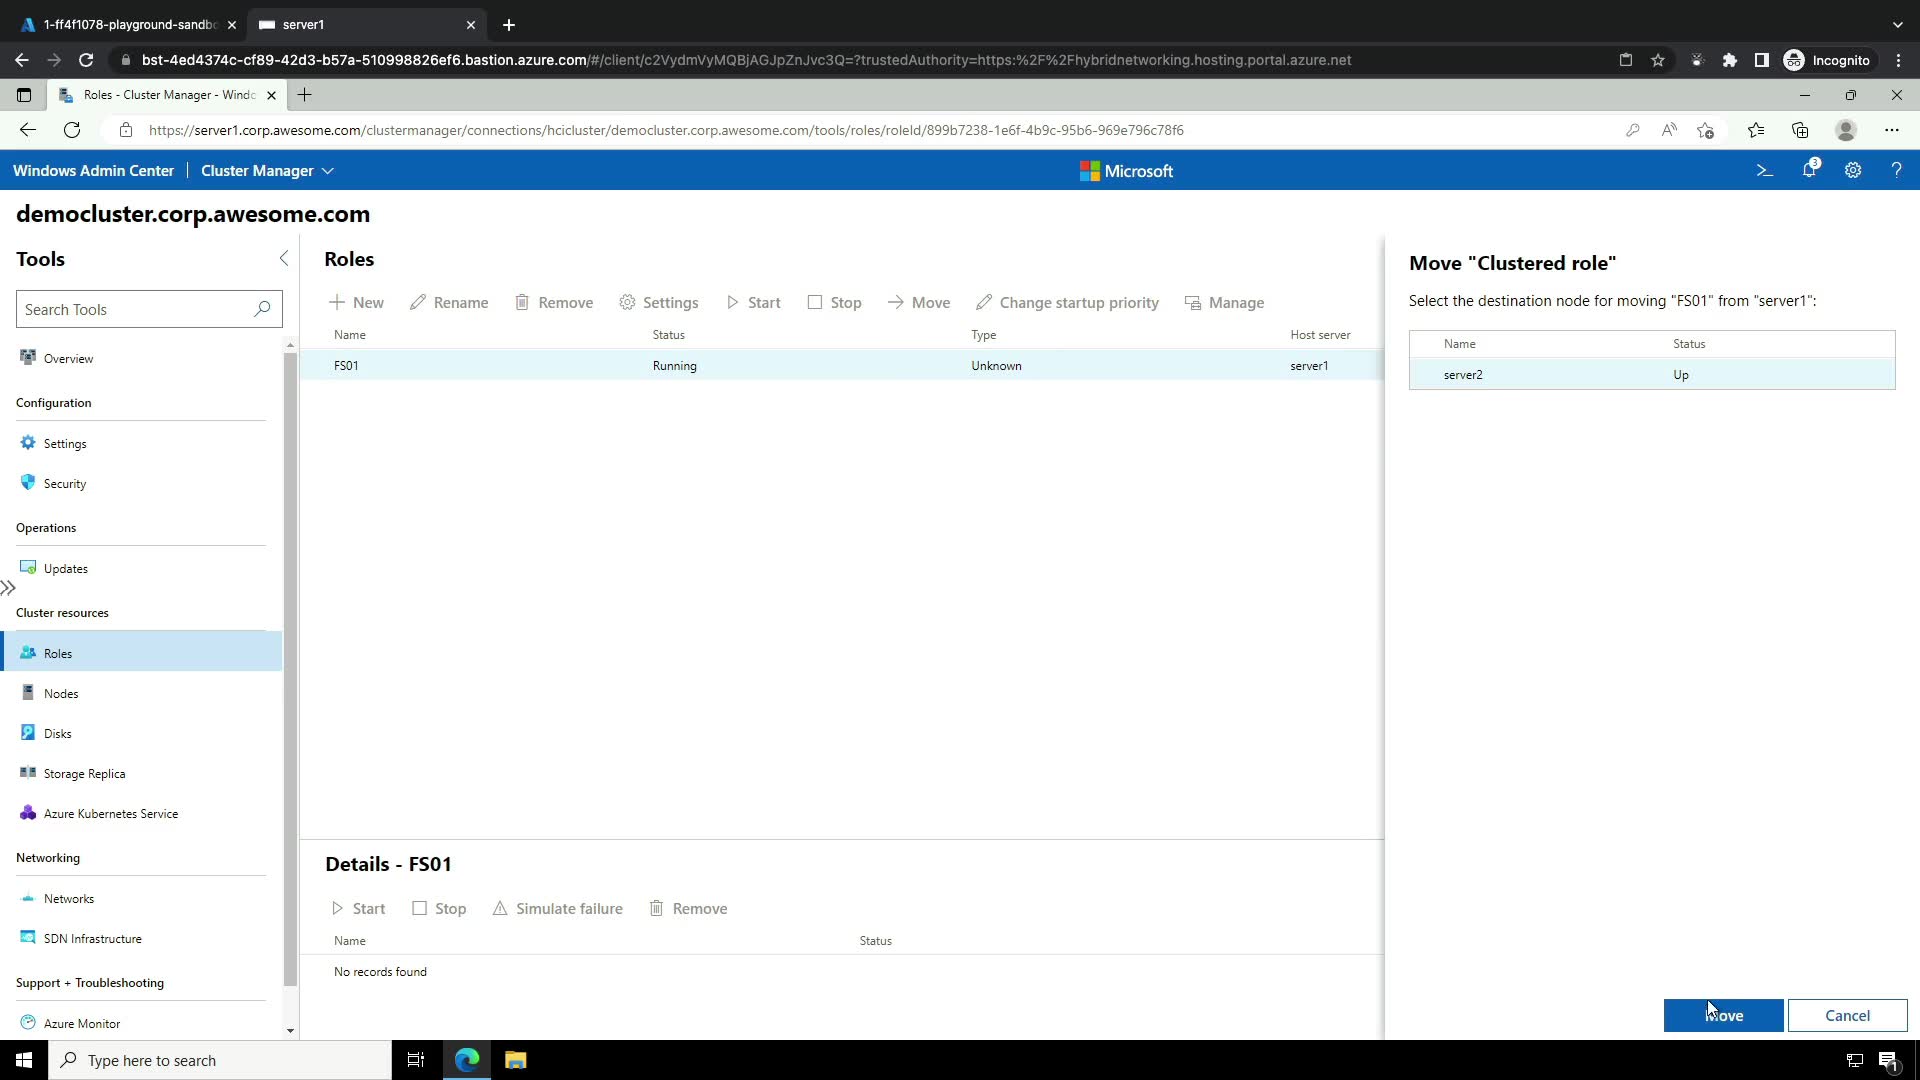 1-ff4f1078-playground-sandbo
server1
bst-4ed4374c-cf89-42d3-b57a-510998826ef6.bastion.azure.com/#/client/c2VydmVyMQBjAGJpZnJvc3Q=?trustedAuthority=https:%2F%2Fhybridnetworking.hosting.portal.azure.net
Incognito
Roles - Cluster Manager - Windo
https://server1.corp.awesome.com/clustermanager/connections/hcicluster/democluster.corp.awesome.com/tools/roles/roleId/899b7238-1e6f-4b9c-95b6-969e796c78f6
Windows Admin Center
Cluster Manager
Microsoft
3
democluster.corp.awesome.com
Tools
Search Tools
Overview
Configuration
Settings
Security
Operations
Updates
Cluster resources
Roles
Nodes
Disks
Storage Replica
Azure Kubernetes Service
Networking
Networks
SDN Infrastructure
Support + Troubleshooting
Azure Monitor
Roles
New Rename Remove Settings Start Stop Move Change startup priority Manage
Name Status Type Host server
FS01 Running Unknown server1
Details - FS01
Start Stop Simulate failure Remove
Name Status
No records found
Move "Clustered role"
Select the destination node for moving "FS01" from "server1":
Name Status
server2 Up
Move
Cancel
Type here to search
1